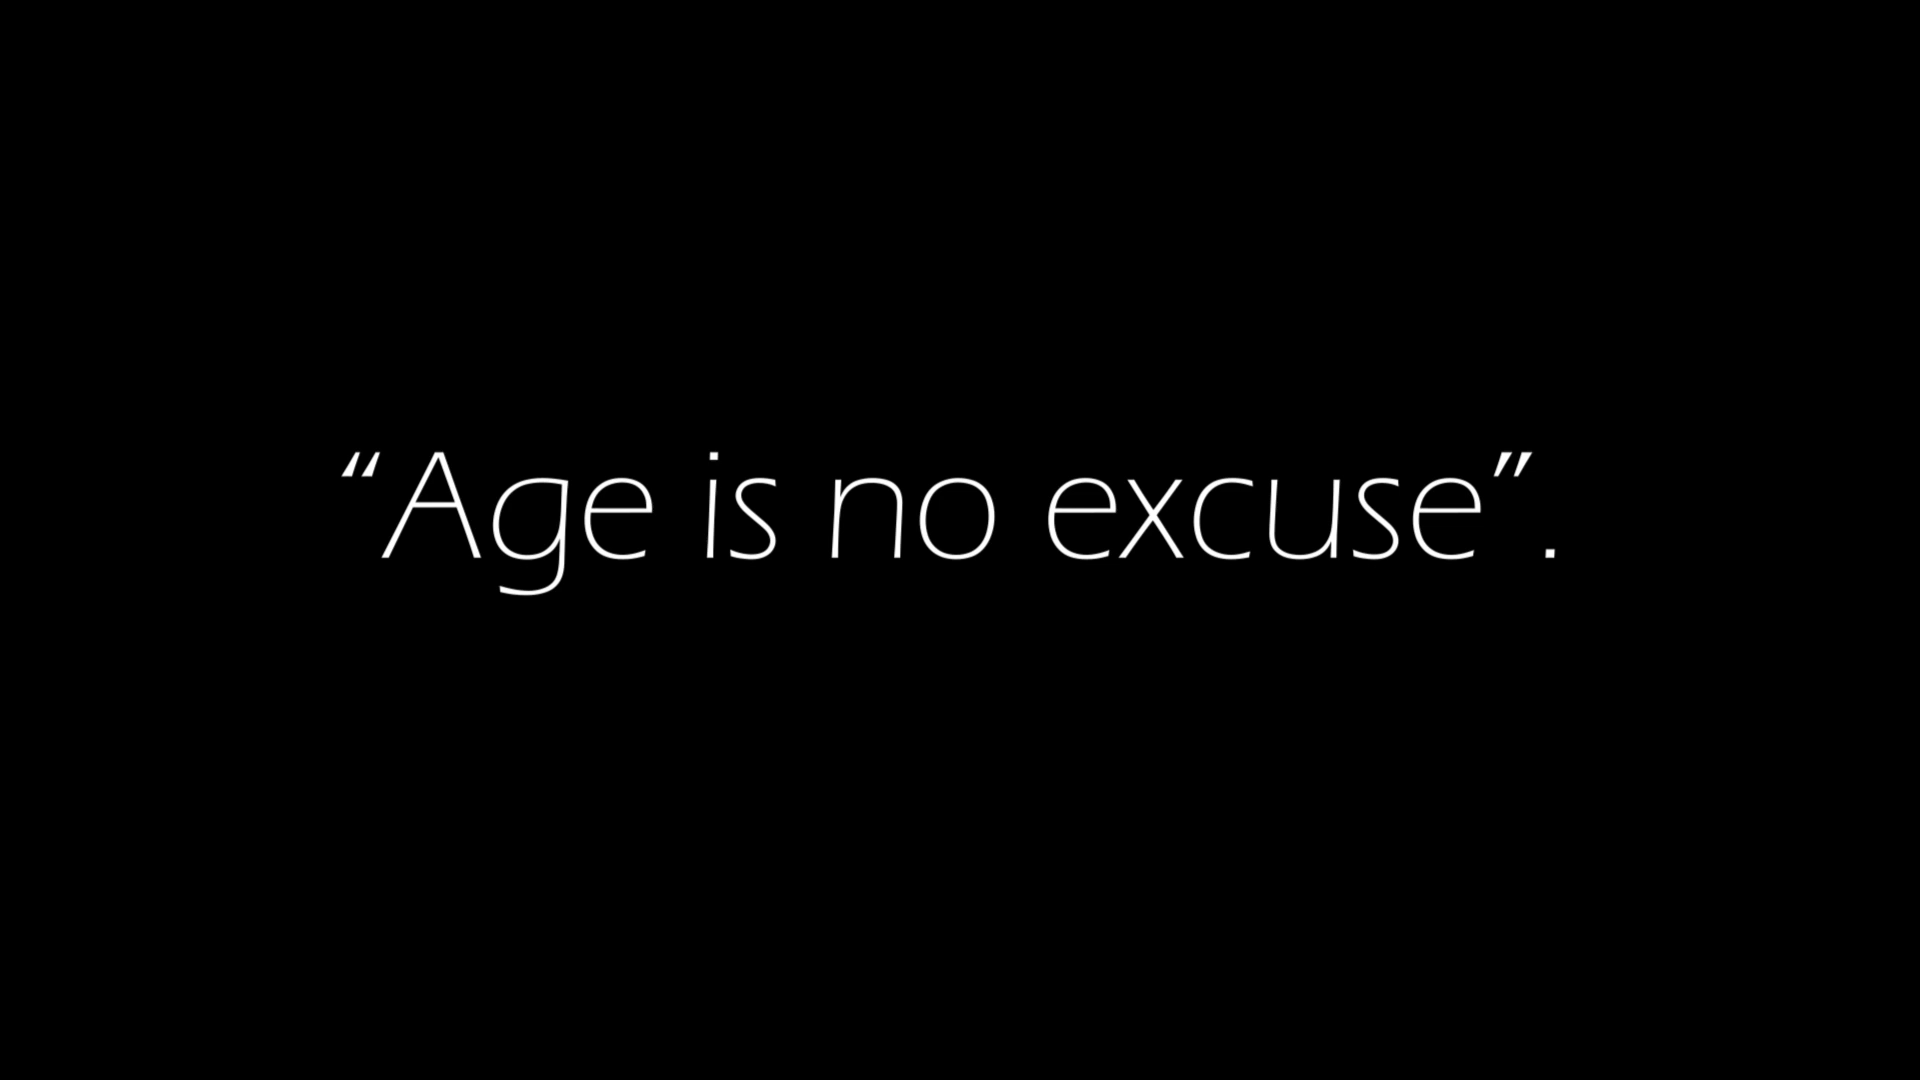 “Age is no excuse”.